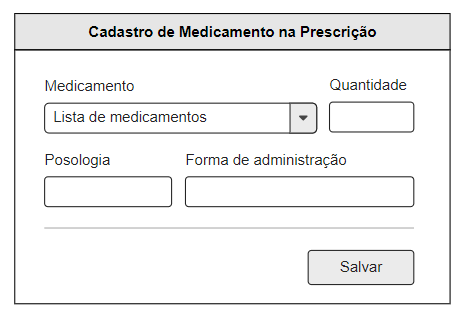 Cadastro de Medicamento na Prescrição
Medicamento
Quantidade
Lista de medicamentos
Posologia
Forma de administração
Salvar